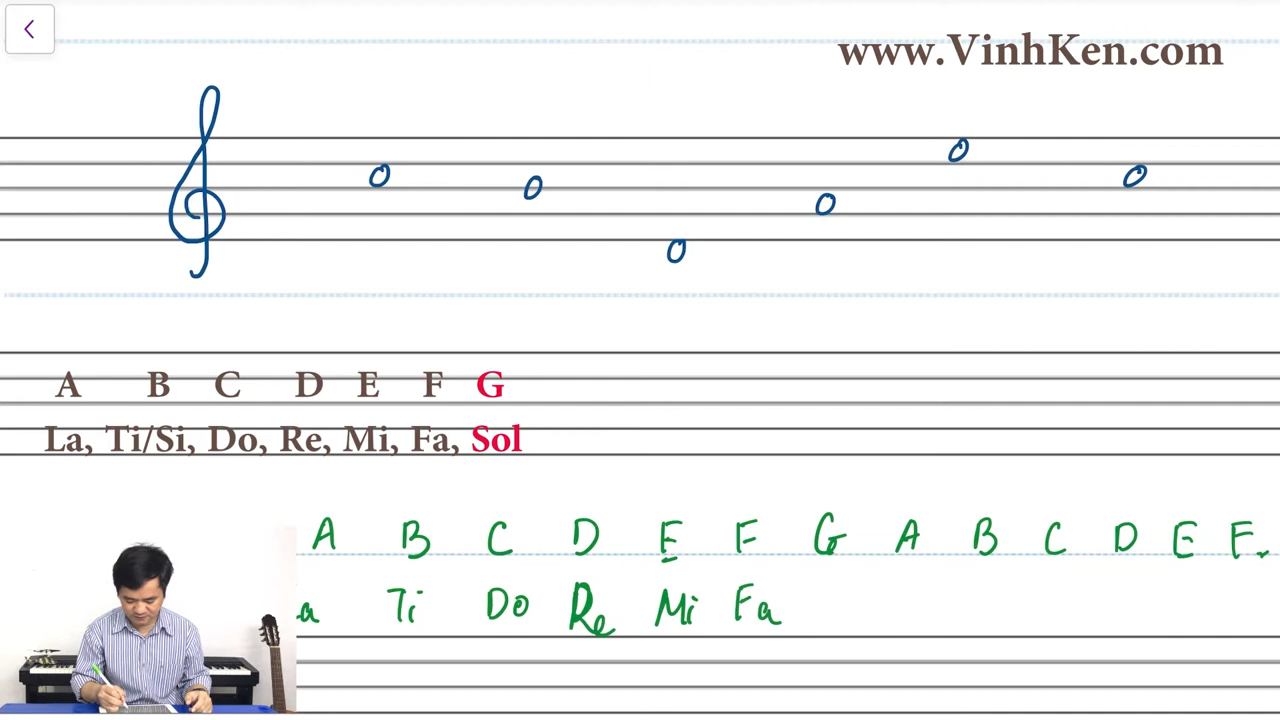 www.VinhKen.com
A B C D E F G
La, Ti/Si, Do, Re, Mi, Fa, Sol
A B C D E F G A B C D E F
a Ti Do Re Mi Fa